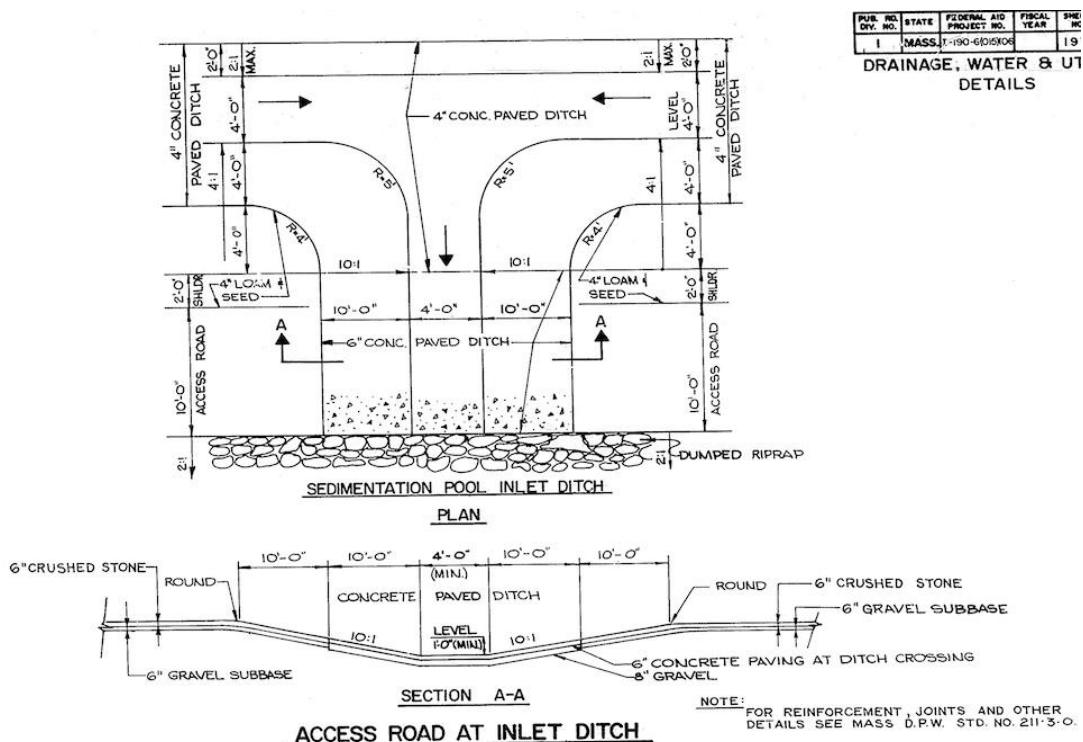 PUB. RD. DIV. NO.
STATE
FEDERAL AID PROJECT NO.
FISCAL YEAR
1
MASS.
DRAINAGE, WATER & UT
DETAILS
2'-0"
2:1
MAX.
2:1
MAX.
2'-0"
4" CONCRETE
PAVED DITCH
4'-0"
4" CONC. PAVED DITCH
LEVEL
4'-0"
4" CONCRETE
PAVED DITCH
4:1
4'-0"
R=5'
R=5'
4:1
4'-0"
4'-0"
R=4'
R=4'
4'-0"
10:1
10:1
2'-0"
SHLDR.
4" LOAM &
SEED
4" LOAM &
SEED
2'-0"
SHLDR.
10'-0"
4'-0"
10'-0"
A
A
6" CONC. PAVED DITCH
10'-0"
ACCESS ROAD
10'-0"
ACCESS ROAD
2:1
2:1
DUMPED RIPRAP
SEDIMENTATION POOL INLET DITCH
PLAN
10'-0"
10'-0"
4'-0"
(MIN.)
10'-0"
10'-0"
6" CRUSHED STONE
ROUND
CONCRETE PAVED DITCH
ROUND
6" CRUSHED STONE
6" GRAVEL SUBBASE
10:1
LEVEL
1'-0" (MIN)
10:1
6" GRAVEL SUBBASE
6" CONCRETE PAVING AT DITCH CROSSING
8" GRAVEL
SECTION A-A
ACCESS ROAD AT INLET DITCH
NOTE:
FOR REINFORCEMENT, JOINTS AND OTHER
DETAILS SEE MASS D.P.W. STD. NO. 211-3-0.